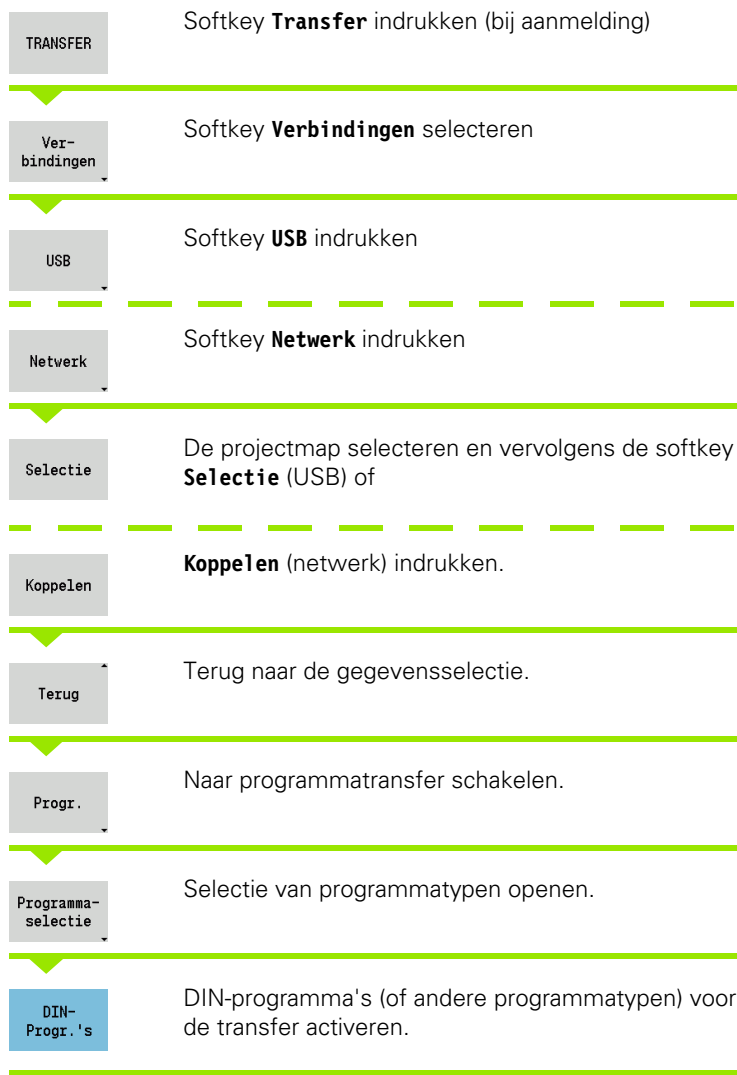 TRANSFER
Softkey Transfer indrukken (bij aanmelding)
Ver-
bindingen
Softkey Verbindingen selecteren
USB
Softkey USB indrukken
Netwerk
Softkey Netwerk indrukken
Selectie
De projectmap selecteren en vervolgens de softkey
Selectie (USB) of
Koppelen
Koppelen (netwerk) indrukken.
Terug
Terug naar de gegevensselectie.
Progr.
Naar programmatransfer schakelen.
Programma-
selectie
Selectie van programmatypen openen.
DIN-
Progr.'s
DIN-programma's (of andere programmatypen) voor
de transfer activeren.